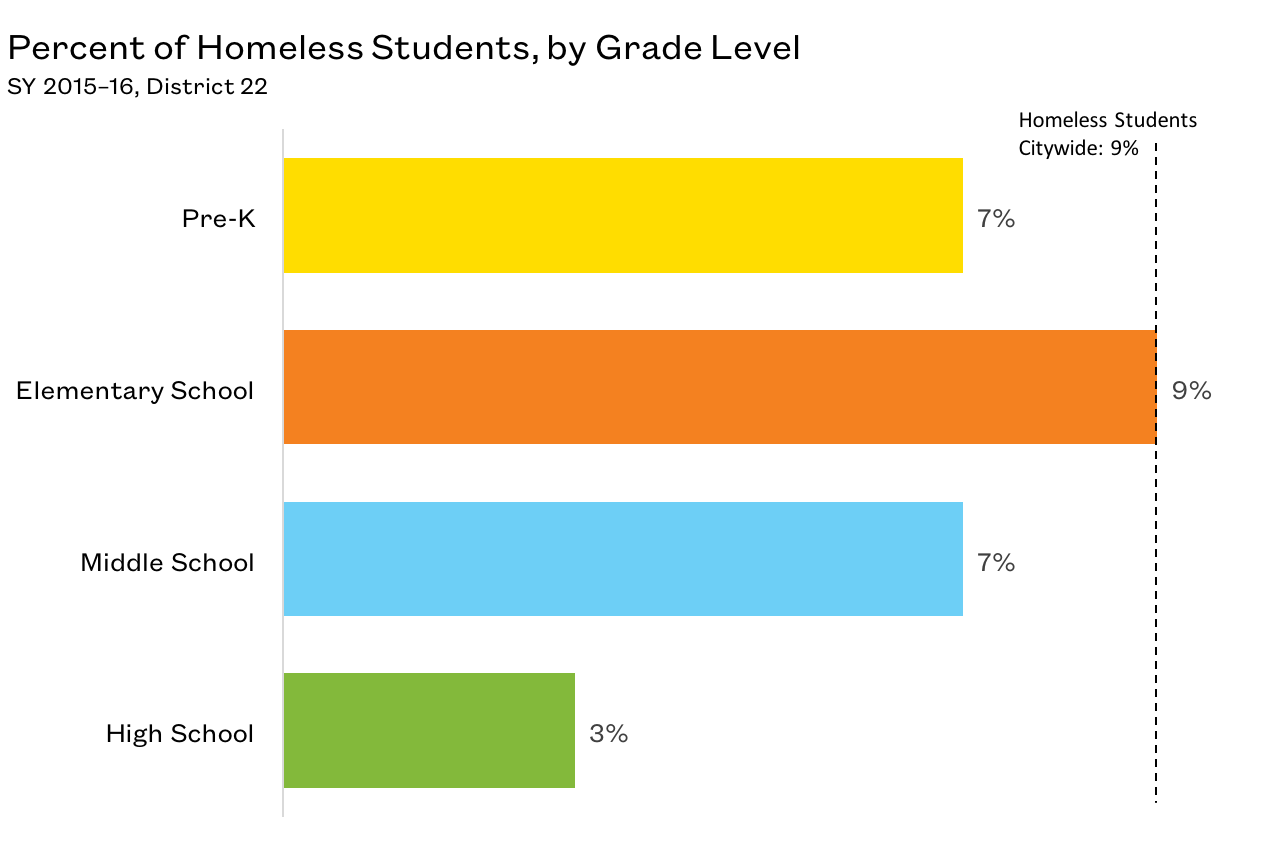 Percent of Homeless Students, by Grade Level
SY 2015–16, District 22
Homeless Students
Citywide: 9%
Pre-K
7%
Elementary School
9%
Middle School
7%
High School
3%